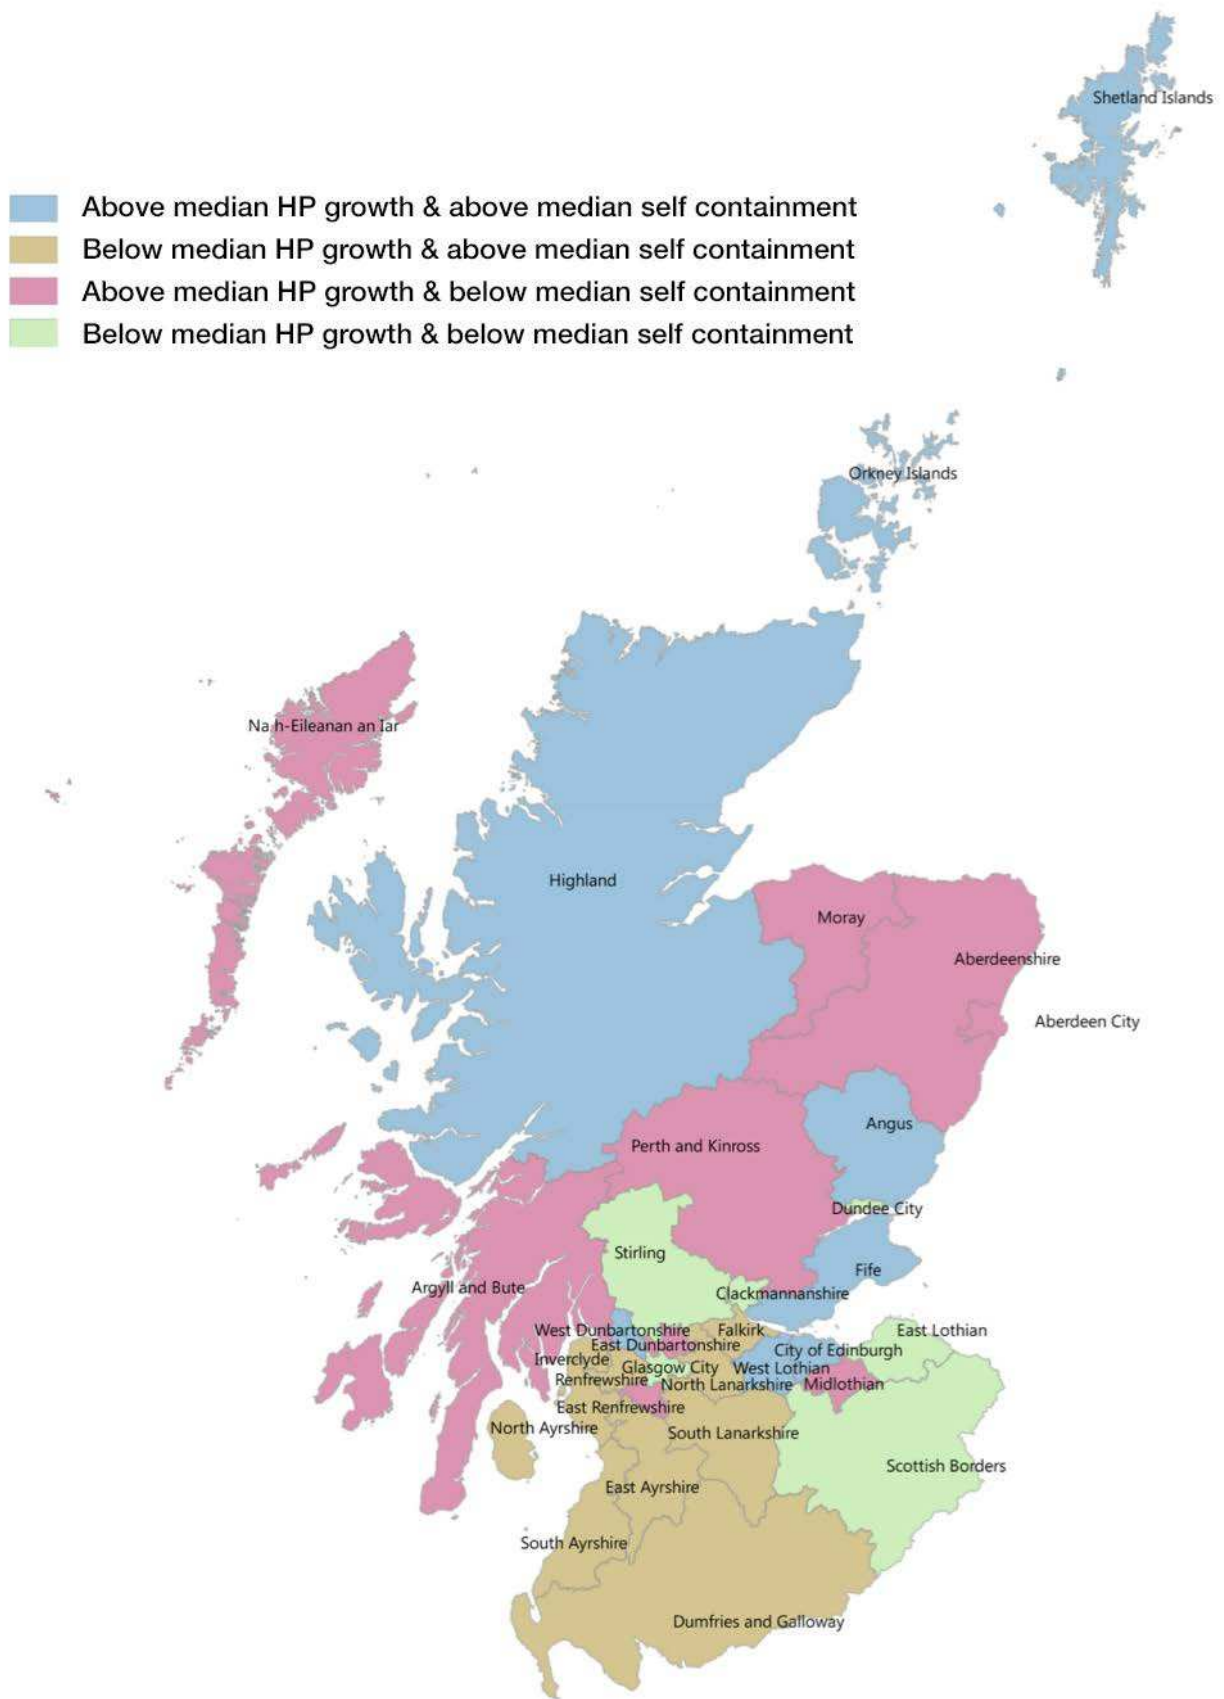 Shetland Islands
Above median HP growth & above median self containment
Below median HP growth & above median self containment
Above median HP growth & below median self containment
Below median HP growth & below median self containment
Orkney Islands
Na h-Eileanan an Iar
Highland
Moray
Aberdeenshire
Aberdeen City
Angus
Perth and Kinross
Dundee City
Stirling
Fife
Argyll and Bute
Clackmannanshire
West Dunbartonshire
Falkirk
East Lothian
East Dunbartonshire
City of Edinburgh
Inverclyde
Glasgow City
West Lothian
Renfrewshire
North Lanarkshire
Midlothian
East Renfrewshire
North Ayrshire
South Lanarkshire
Scottish Borders
East Ayrshire
South Ayrshire
Dumfries and Galloway